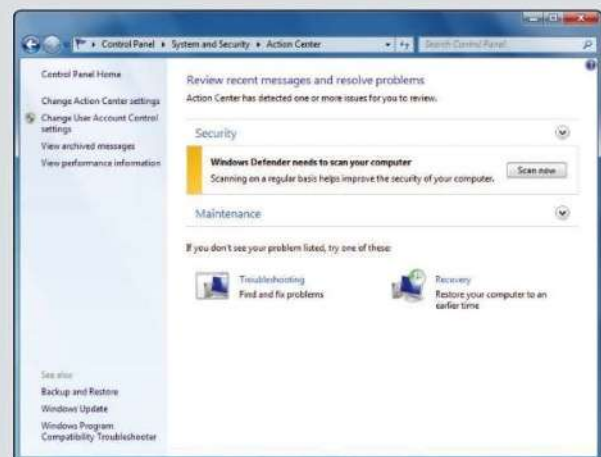 Control Panel ▸ System and Security ▸ Action Center
Search Control Panel
Control Panel Home
Change Action Center settings
Change User Account Control
settings
View archived messages
View performance information
Review recent messages and resolve problems
Action Center has detected one or more issues for you to review.
Security
Windows Defender needs to scan your computer
Scanning on a regular basis helps improve the security of your computer.
Scan now
Maintenance
If you don't see your problem listed, try one of these:
Troubleshooting
Find and fix problems
Recovery
Restore your computer to an
earlier time
See also
Backup and Restore
Windows Update
Windows Program
Compatibility Troubleshooter